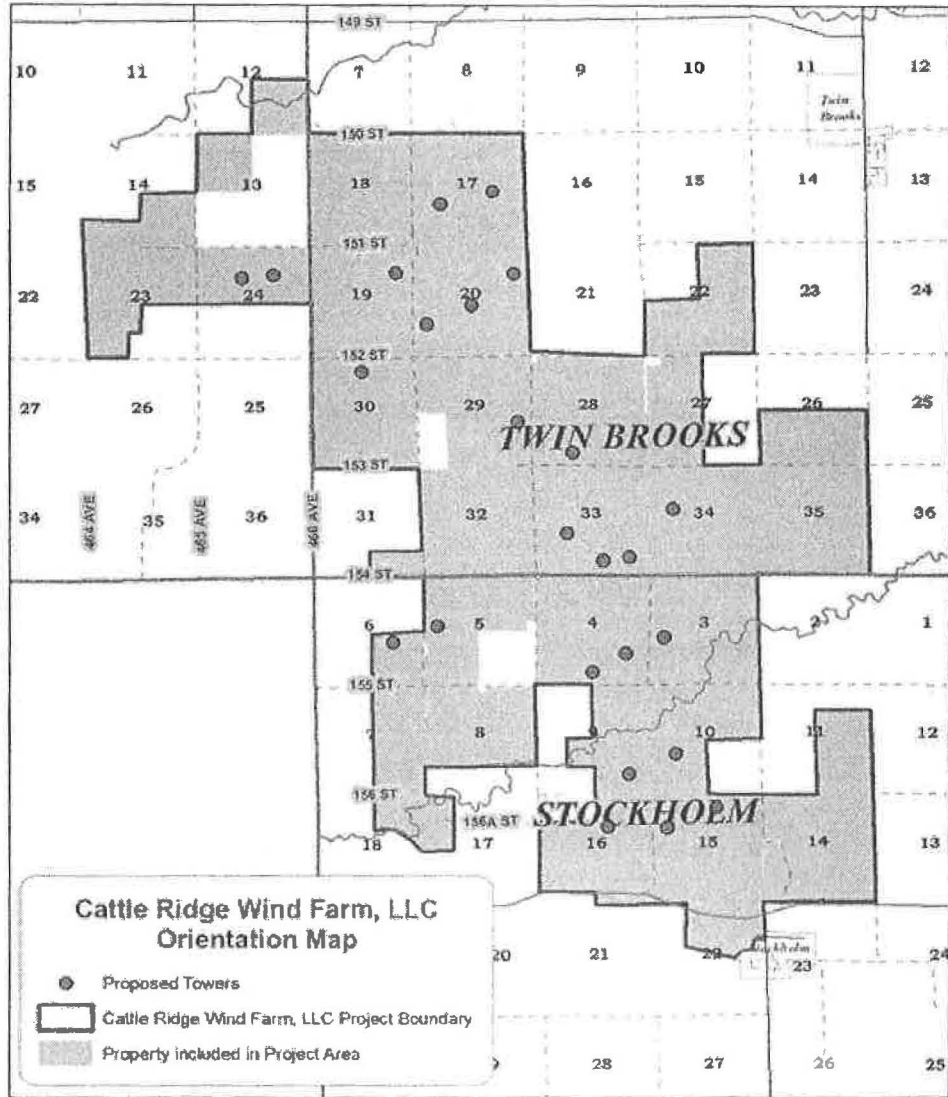 149 ST
10 11 12 7 8 9 10 11 12
Twin
Brooks
150 ST
15 14 13 18 17 16 15 14 13
151 ST
22 23 24 19 20 21 22 23 24
152 ST
27 26 25 30 29 28 27 26 25
TWIN BROOKS
153 ST
34 35 36 31 32 33 34 35 36
464 AVE 465 AVE 466 AVE
154 ST
6 5 4 3 2 1
155 ST
7 8 9 10 11 12
156 ST
STOCKHOLM
156A ST
18 17 16 15 14 13
20 21 22 23 24
Stockholm
28 27 26 25
Cattle Ridge Wind Farm, LLC
Orientation Map
Proposed Towers
Cattle Ridge Wind Farm, LLC Project Boundary
Property included in Project Area